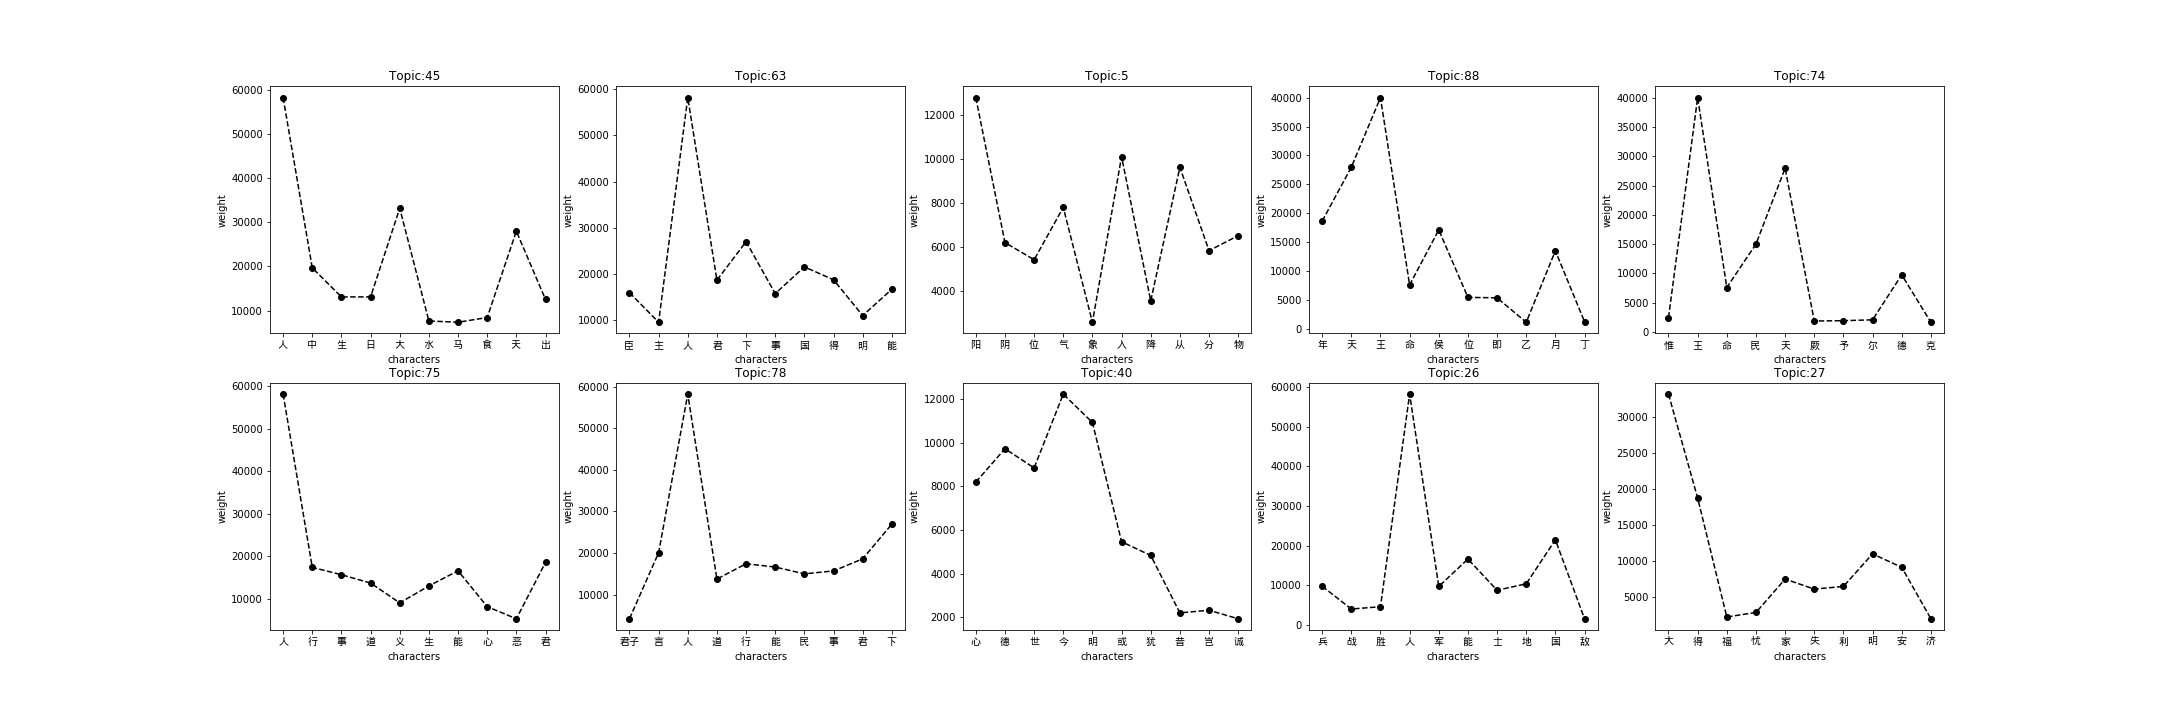 Topic:45
60000
50000
40000
30000
20000
10000
weight
人 中 生 日 大 水 马 食 天 出
characters
Topic:63
60000
50000
40000
30000
20000
10000
weight
臣 主 人 君 下 事 国 得 明 能
characters
Topic:5
12000
10000
8000
6000
4000
weight
阳 阴 位 气 象 入 降 从 分 物
characters
Topic:88
40000
35000
30000
25000
20000
15000
10000
5000
0
weight
年 天 王 命 侯 位 即 乙 月 丁
characters
Topic:74
40000
35000
30000
25000
20000
15000
10000
5000
0
weight
惟 王 命 民 天 厥 予 尔 德 克
characters
Topic:75
60000
50000
40000
30000
20000
10000
weight
人 行 事 道 义 生 能 心 恶 君
characters
Topic:78
60000
50000
40000
30000
20000
10000
weight
君子 言 人 道 行 能 民 事 君 下
characters
Topic:40
12000
10000
8000
6000
4000
2000
weight
心 德 世 今 明 或 犹 昔 岂 诚
characters
Topic:26
60000
50000
40000
30000
20000
10000
0
weight
兵 战 胜 人 军 能 士 地 国 敌
characters
Topic:27
30000
25000
20000
15000
10000
5000
weight
大 得 福 忧 家 失 利 明 安 济
characters